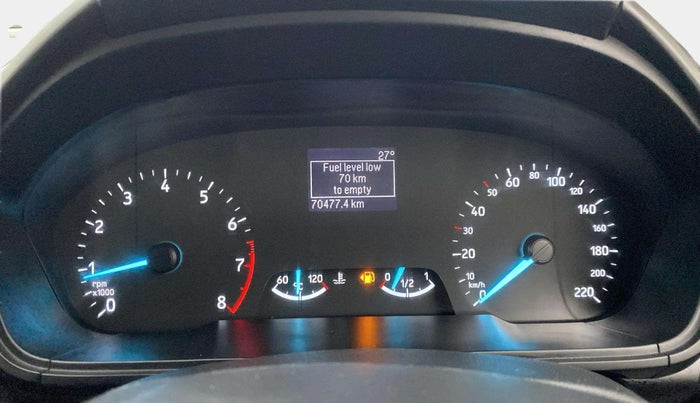 27°
Fuel level low
70 km
to empty
70477.4 km
0 1 2 3 4 5 6 7 8
rpm
x1000
60 120
°C
0 1/2 1
0 10 20 30 40 50 60 80 100 120 140 160 180 200 220
km/h